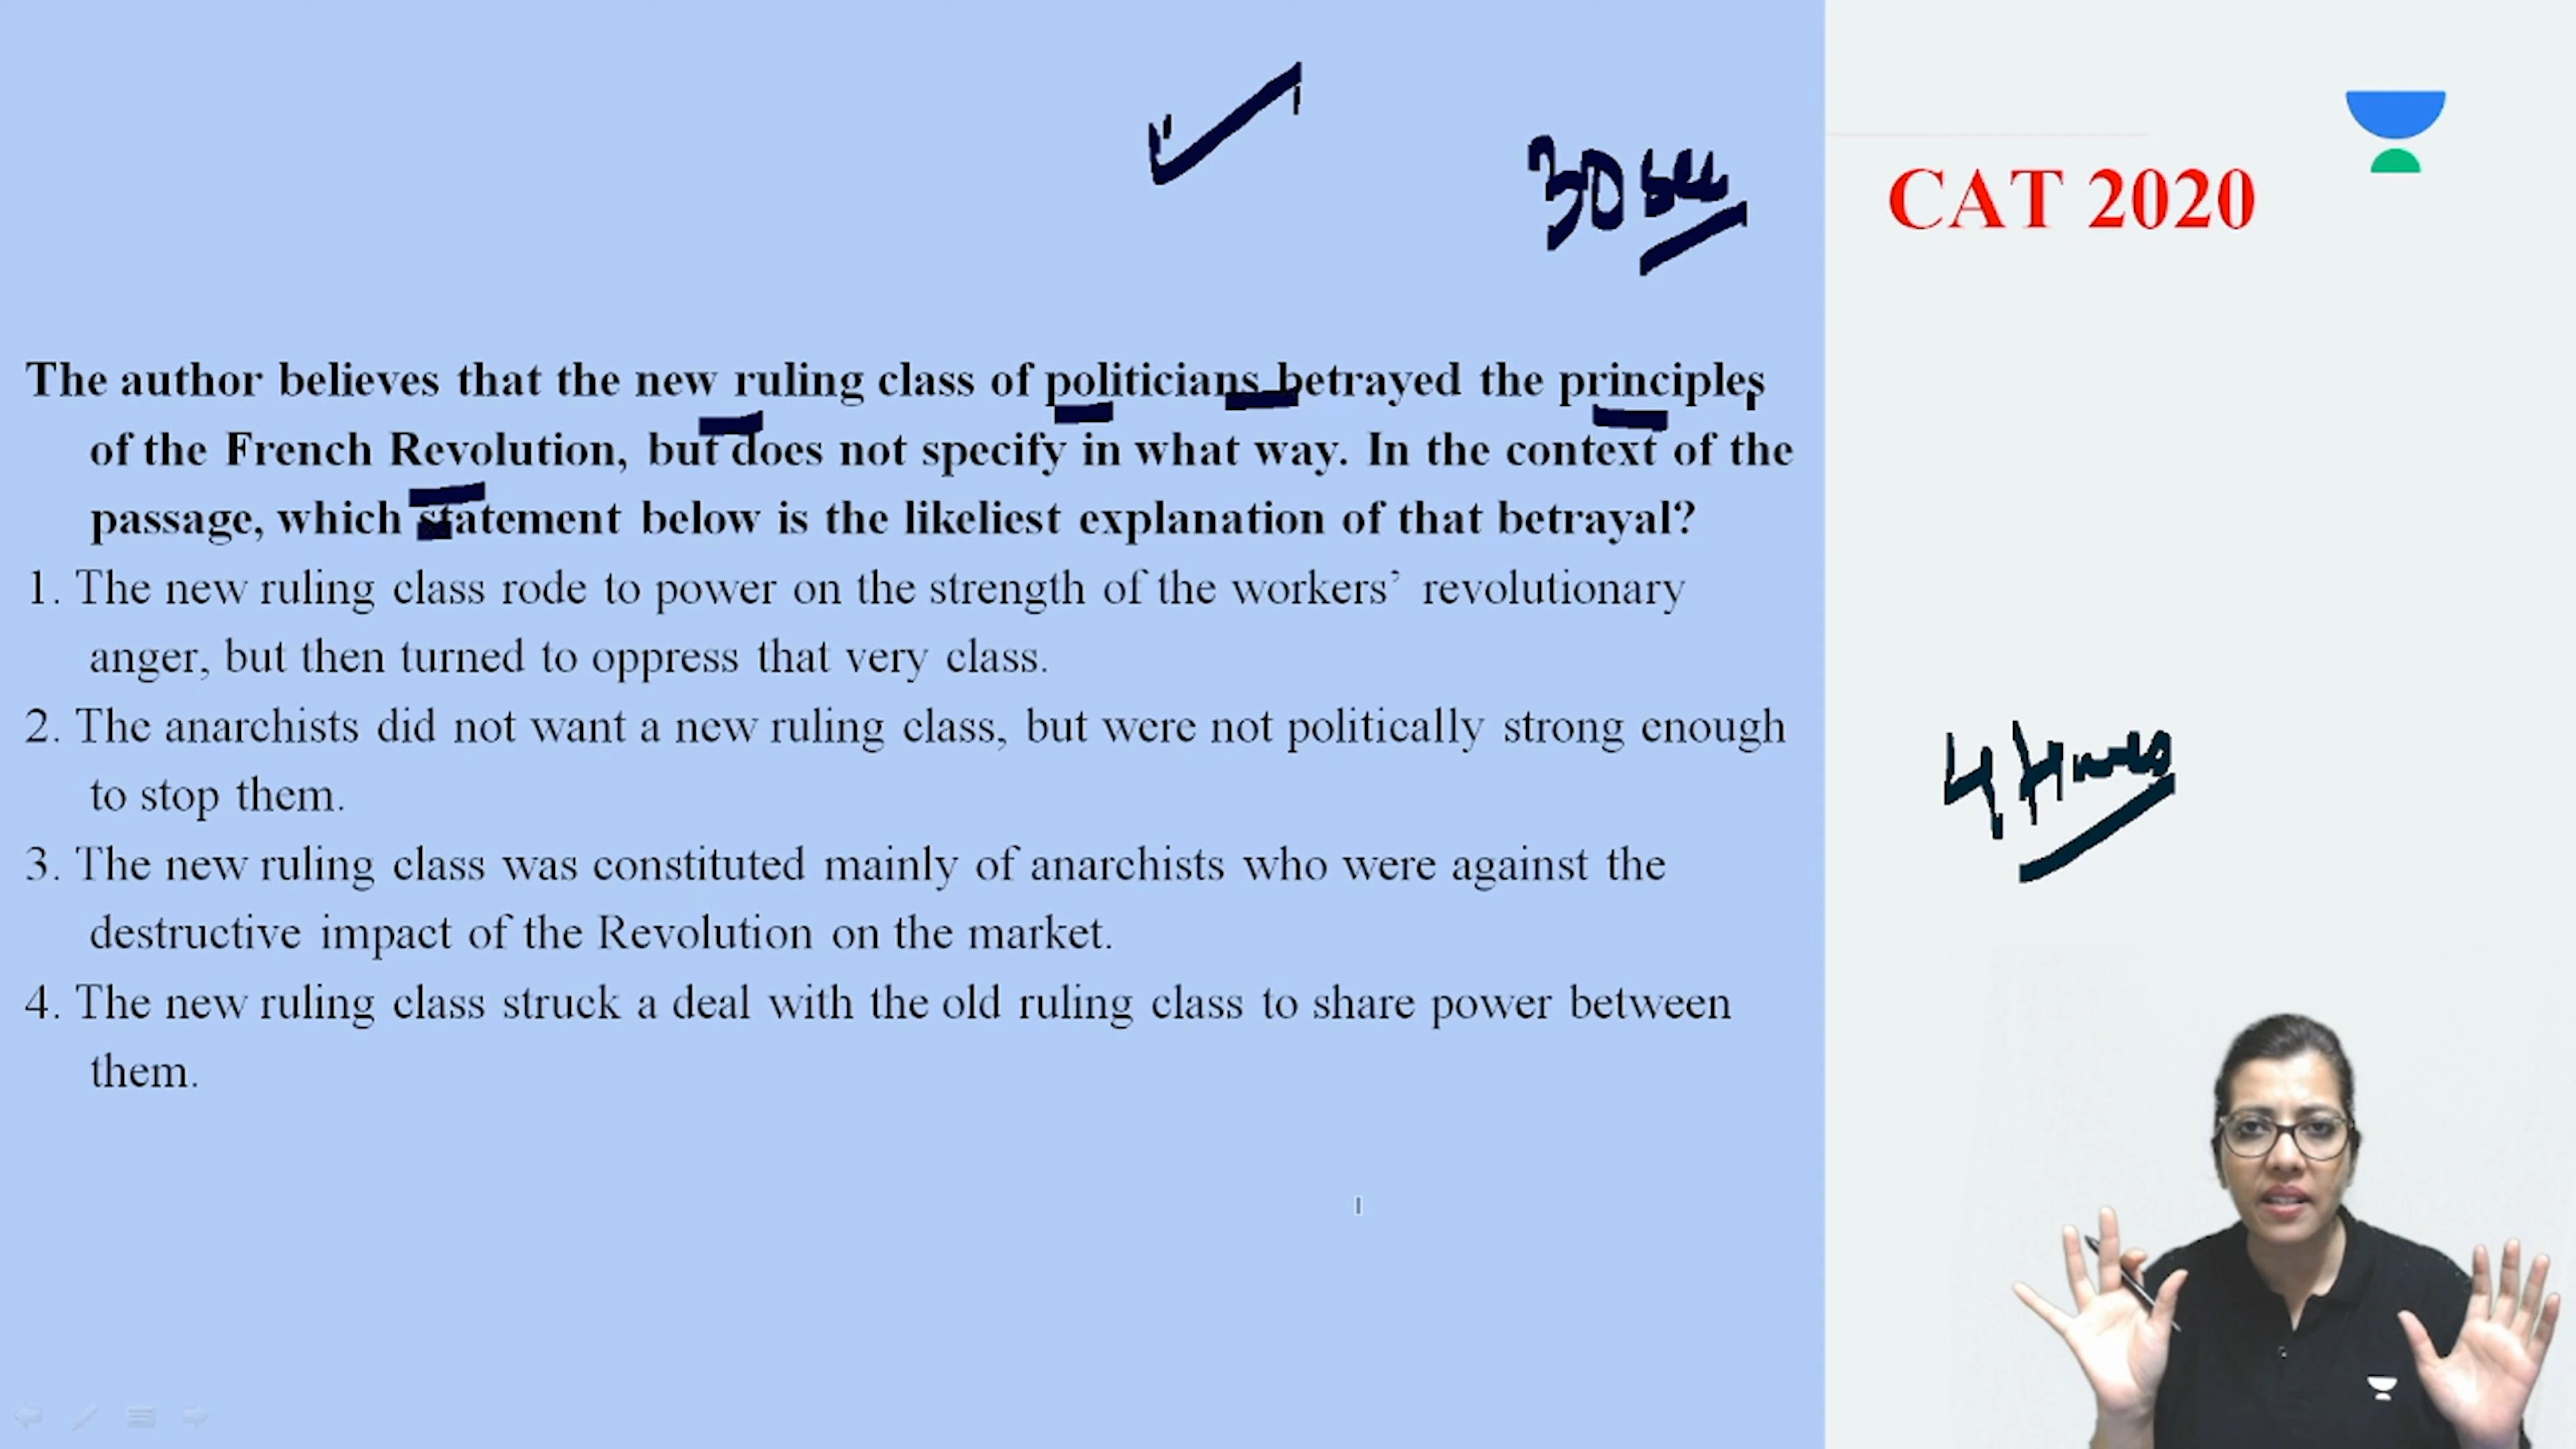 30 sec
CAT 2020
The author believes that the new ruling class of politicians betrayed the principles
of the French Revolution, but does not specify in what way. In the context of the
passage, which statement below is the likeliest explanation of that betrayal?
1. The new ruling class rode to power on the strength of the workers’ revolutionary
anger, but then turned to oppress that very class.
2. The anarchists did not want a new ruling class, but were not politically strong enough
to stop them.
3. The new ruling class was constituted mainly of anarchists who were against the
destructive impact of the Revolution on the market.
4. The new ruling class struck a deal with the old ruling class to share power between
them.
4 times